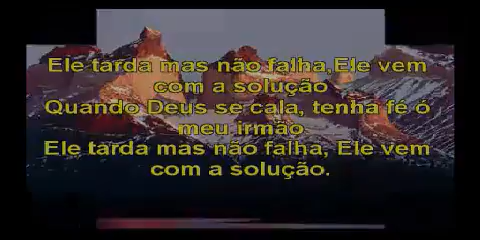 Ele tarda mas não falha,Ele vem
com a solução
Quando Deus se cala, tenha fé ó
meu irmão
Ele tarda mas não falha, Ele vem
com a solução.